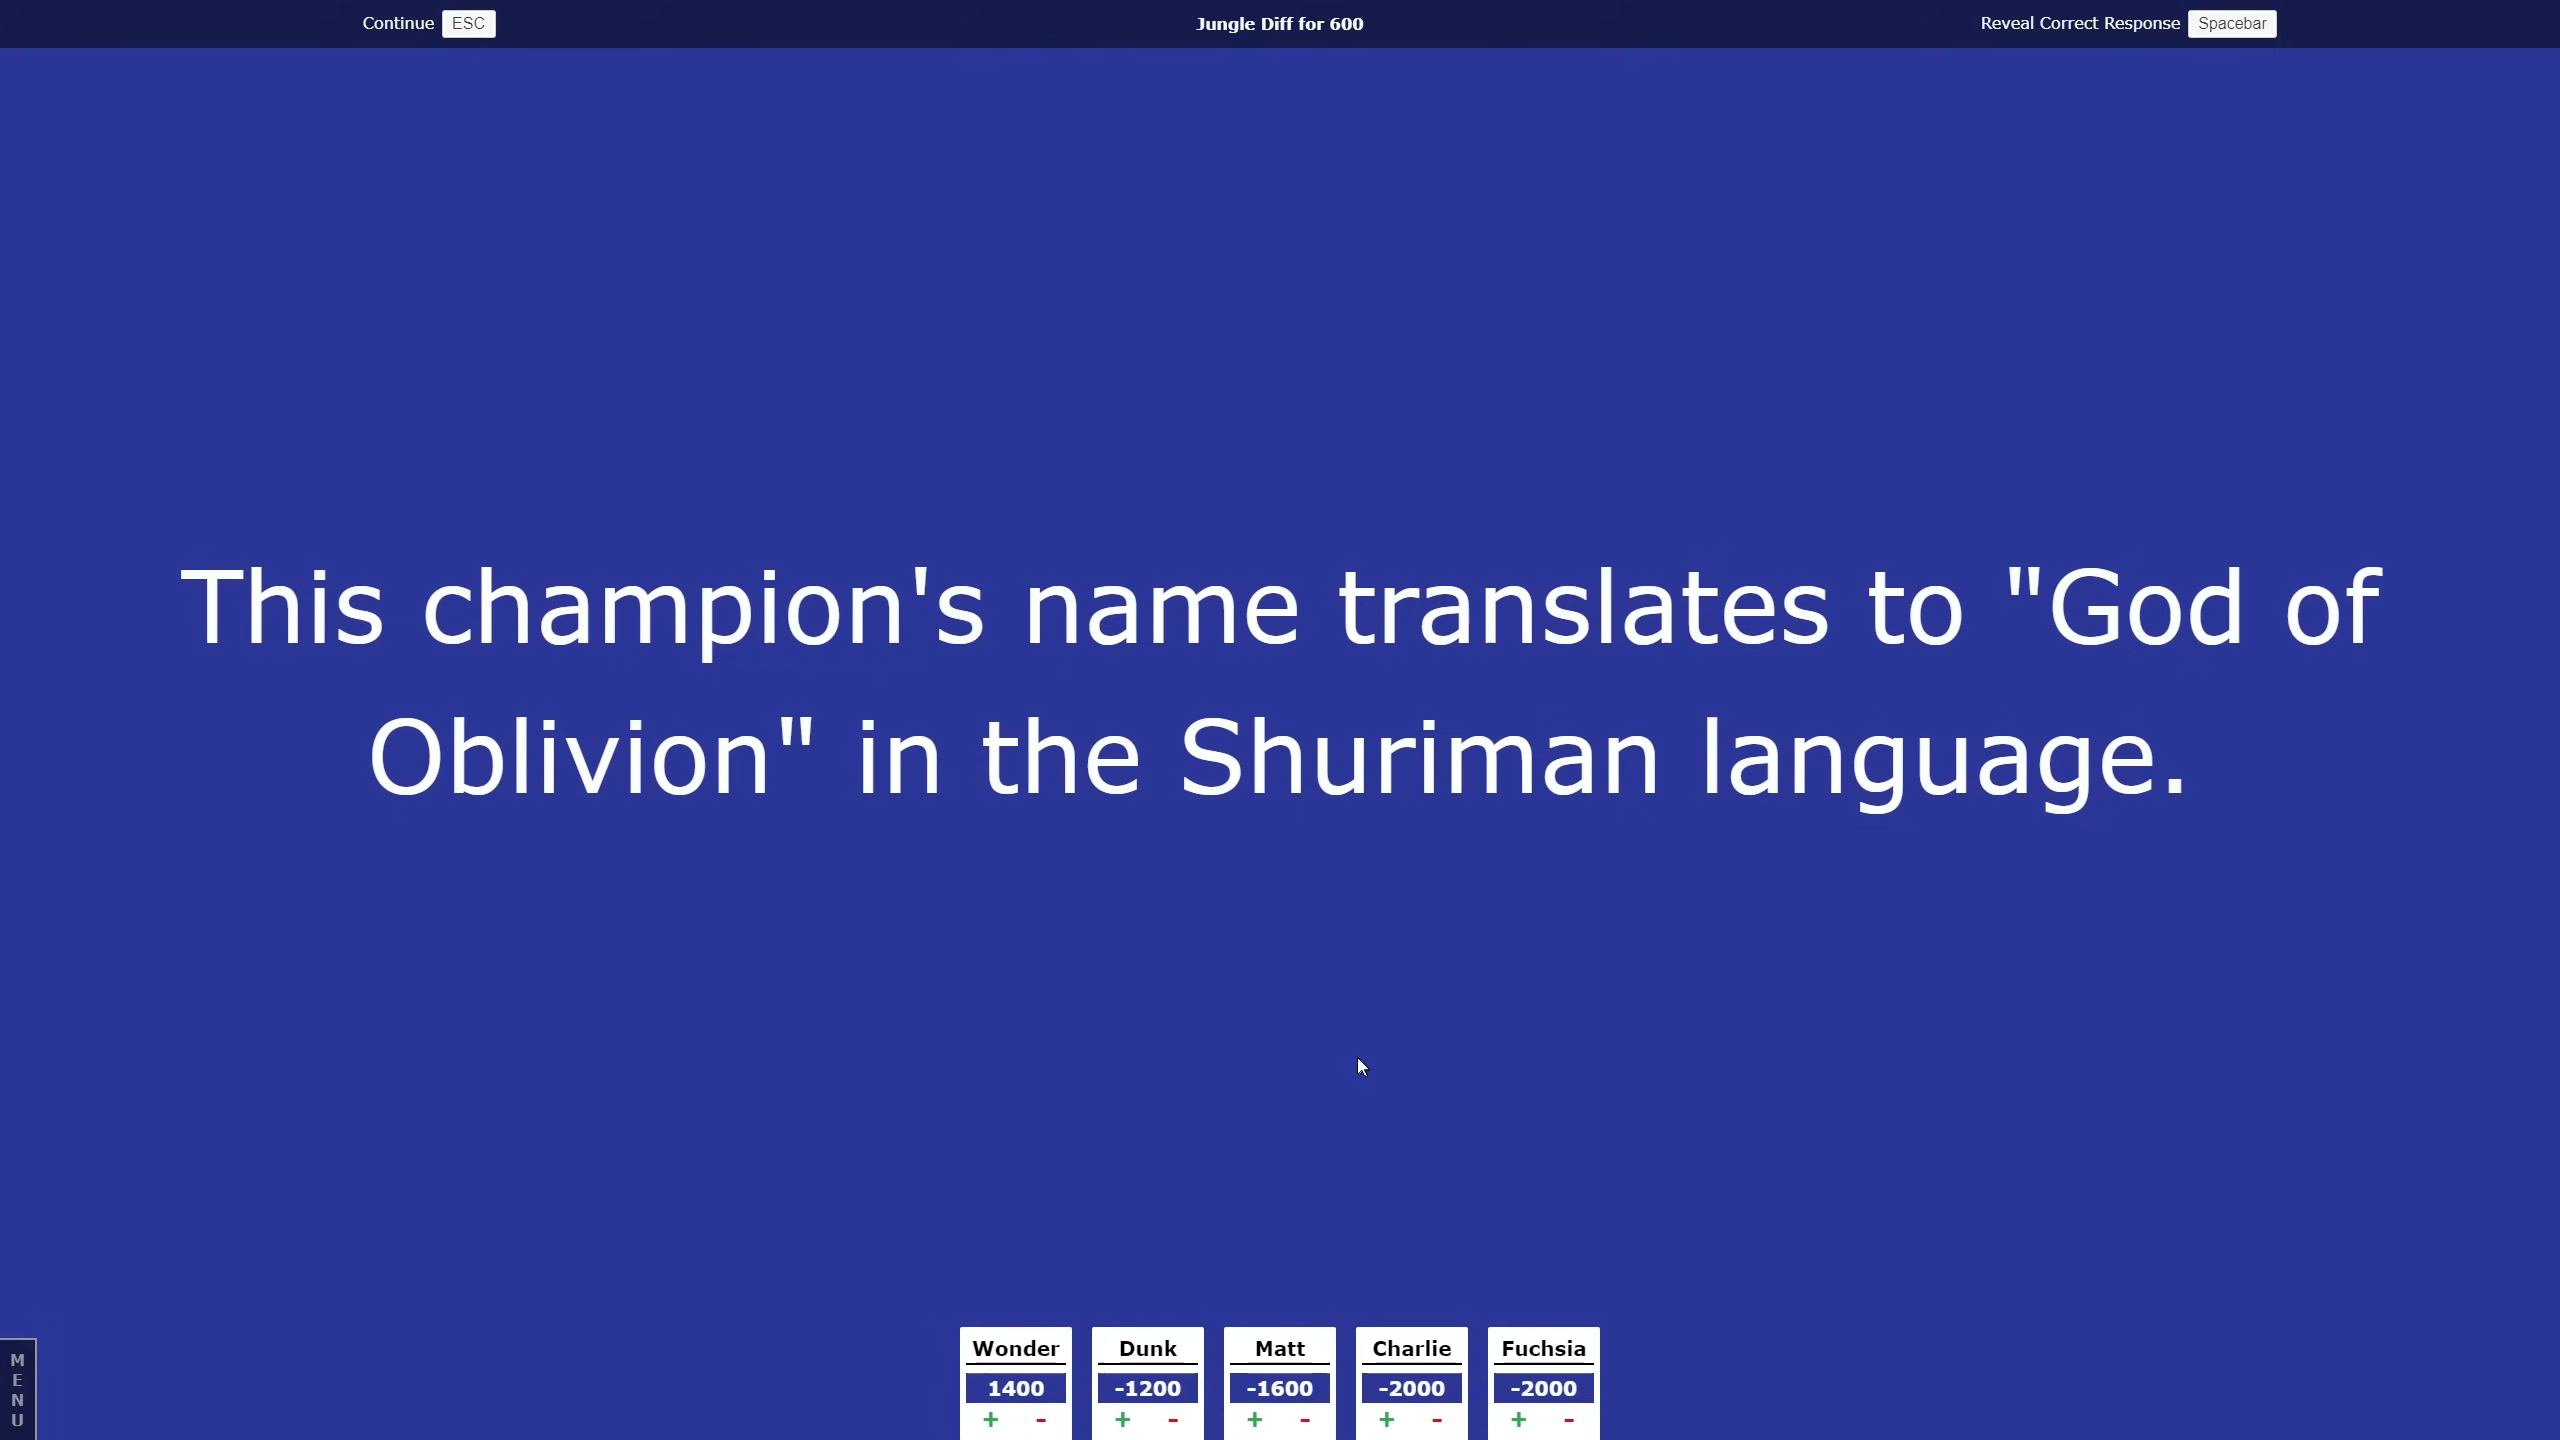 Continue ESC
Jungle Diff for 600
Reveal Correct Response Spacebar
This champion's name translates to "God of
Oblivion" in the Shuriman language.
MENU
Wonder Dunk Matt Charlie Fuchsia
1400 -1200 -1600 -2000 -2000
+ - + - + - + - + -